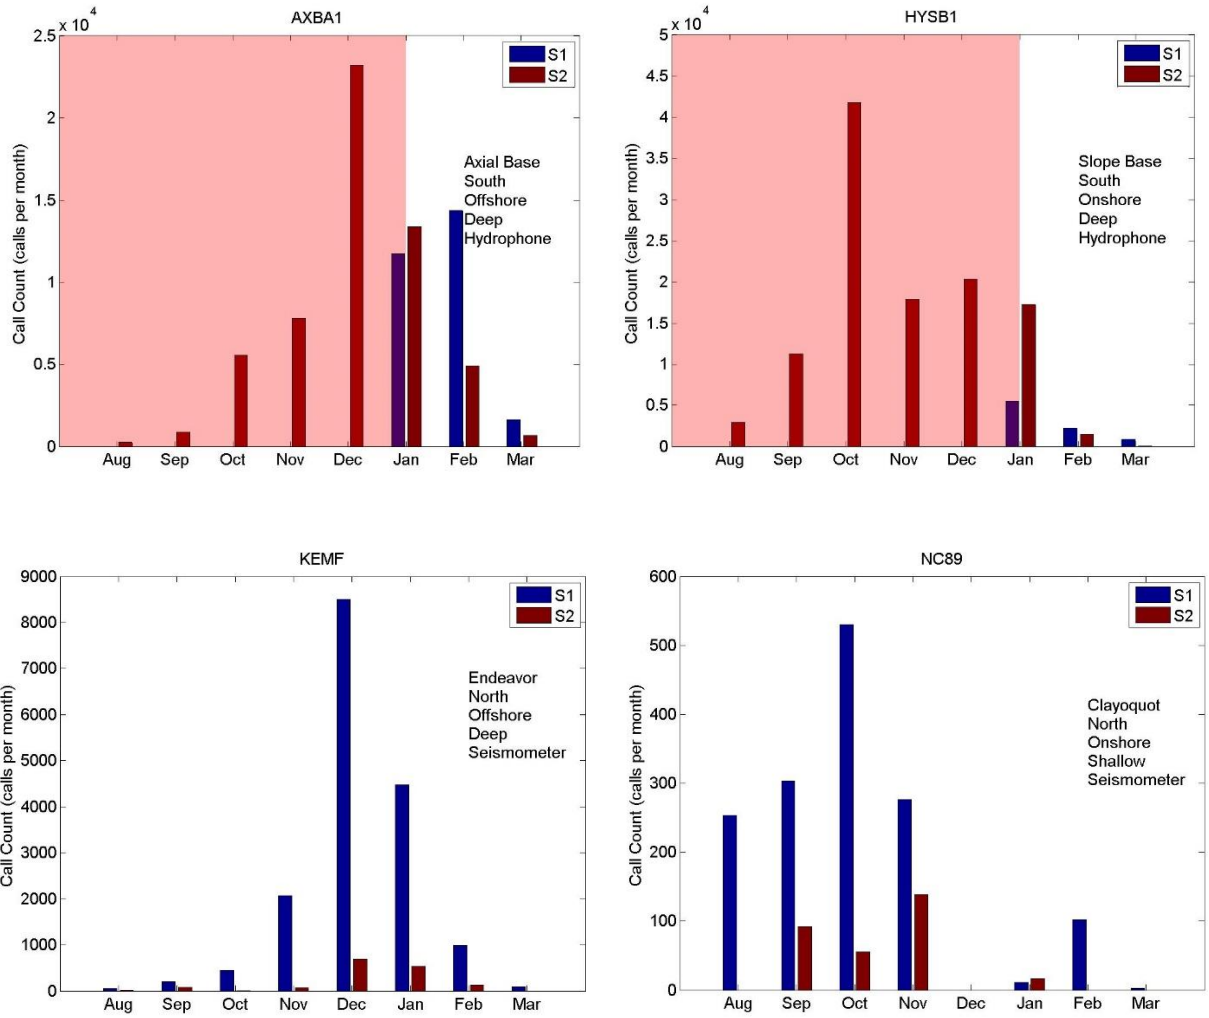 AXBA1
x 10^4
2.5
2
1.5
1
0.5
0
Call Count (calls per month)
S1
S2
Axial Base
South
Offshore
Deep
Hydrophone
Aug Sep Oct Nov Dec Jan Feb Mar
HYSB1
x 10^4
5
4.5
4
3.5
3
2.5
2
1.5
1
0.5
0
Call Count (calls per month)
S1
S2
Slope Base
South
Onshore
Deep
Hydrophone
Aug Sep Oct Nov Dec Jan Feb Mar
KEMF
9000
8000
7000
6000
5000
4000
3000
2000
1000
0
Call Count (calls per month)
S1
S2
Endeavor
North
Offshore
Deep
Seismometer
Aug Sep Oct Nov Dec Jan Feb Mar
NC89
600
500
400
300
200
100
0
Call Count (calls per month)
S1
S2
Clayoquot
North
Onshore
Shallow
Seismometer
Aug Sep Oct Nov Dec Jan Feb Mar